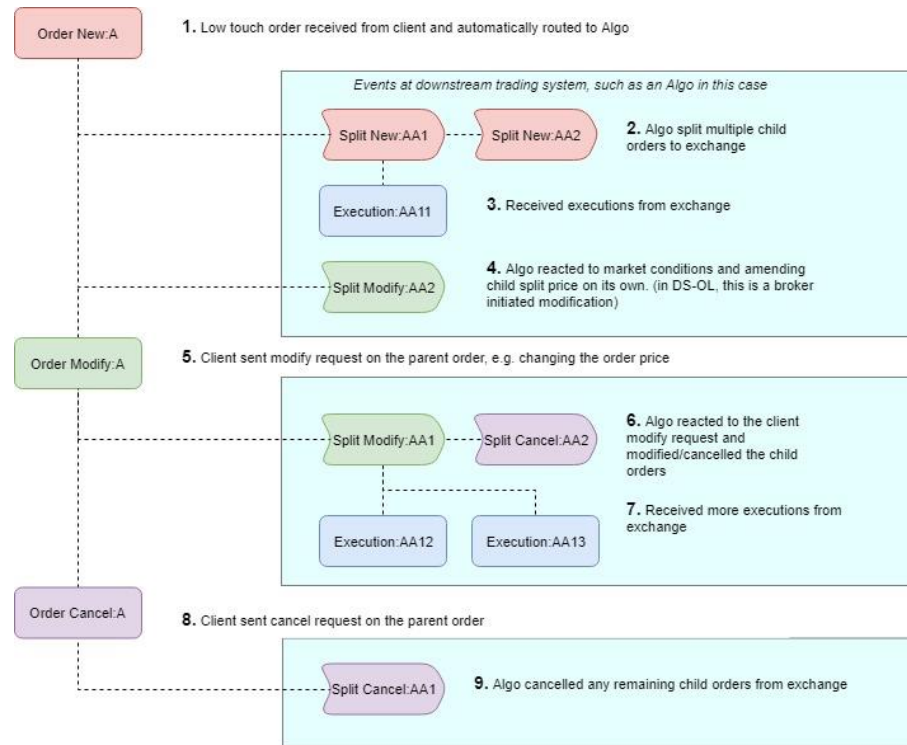 Order New:A
1. Low touch order received from client and automatically routed to Algo
Events at downstream trading system, such as an Algo in this case
Split New:AA1
Split New:AA2
2. Algo split multiple child
orders to exchange
Execution:AA11
3. Received executions from exchange
Split Modify:AA2
4. Algo reacted to market conditions and amending
child split price on its own. (in DS-OL, this is a broker
initiated modification)
Order Modify:A
5. Client sent modify request on the parent order, e.g. changing the order price
Split Modify:AA1
Split Cancel:AA2
6. Algo reacted to the client
modify request and
modified/cancelled the child
orders
7. Received more executions from
exchange
Execution:AA12
Execution:AA13
Order Cancel:A
8. Client sent cancel request on the parent order
Split Cancel:AA1
9. Algo cancelled any remaining child orders from exchange